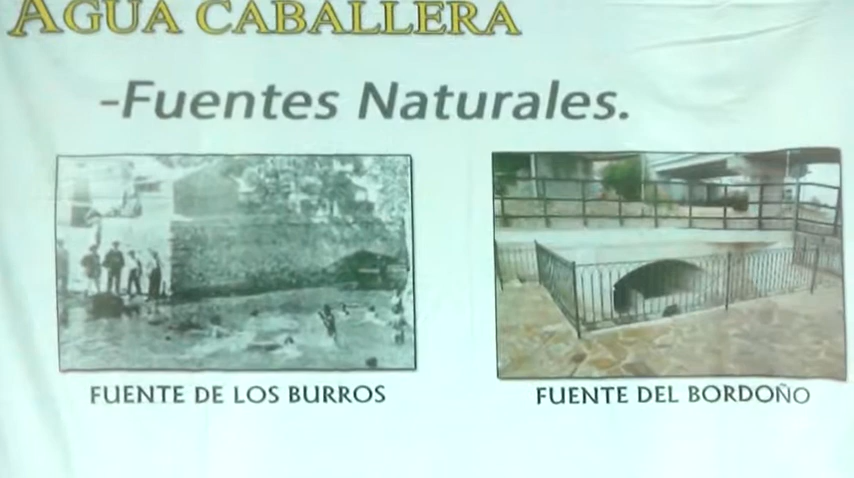 AGUA CABALLERA
-Fuentes Naturales.
FUENTE DE LOS BURROS
FUENTE DEL BORDOÑO